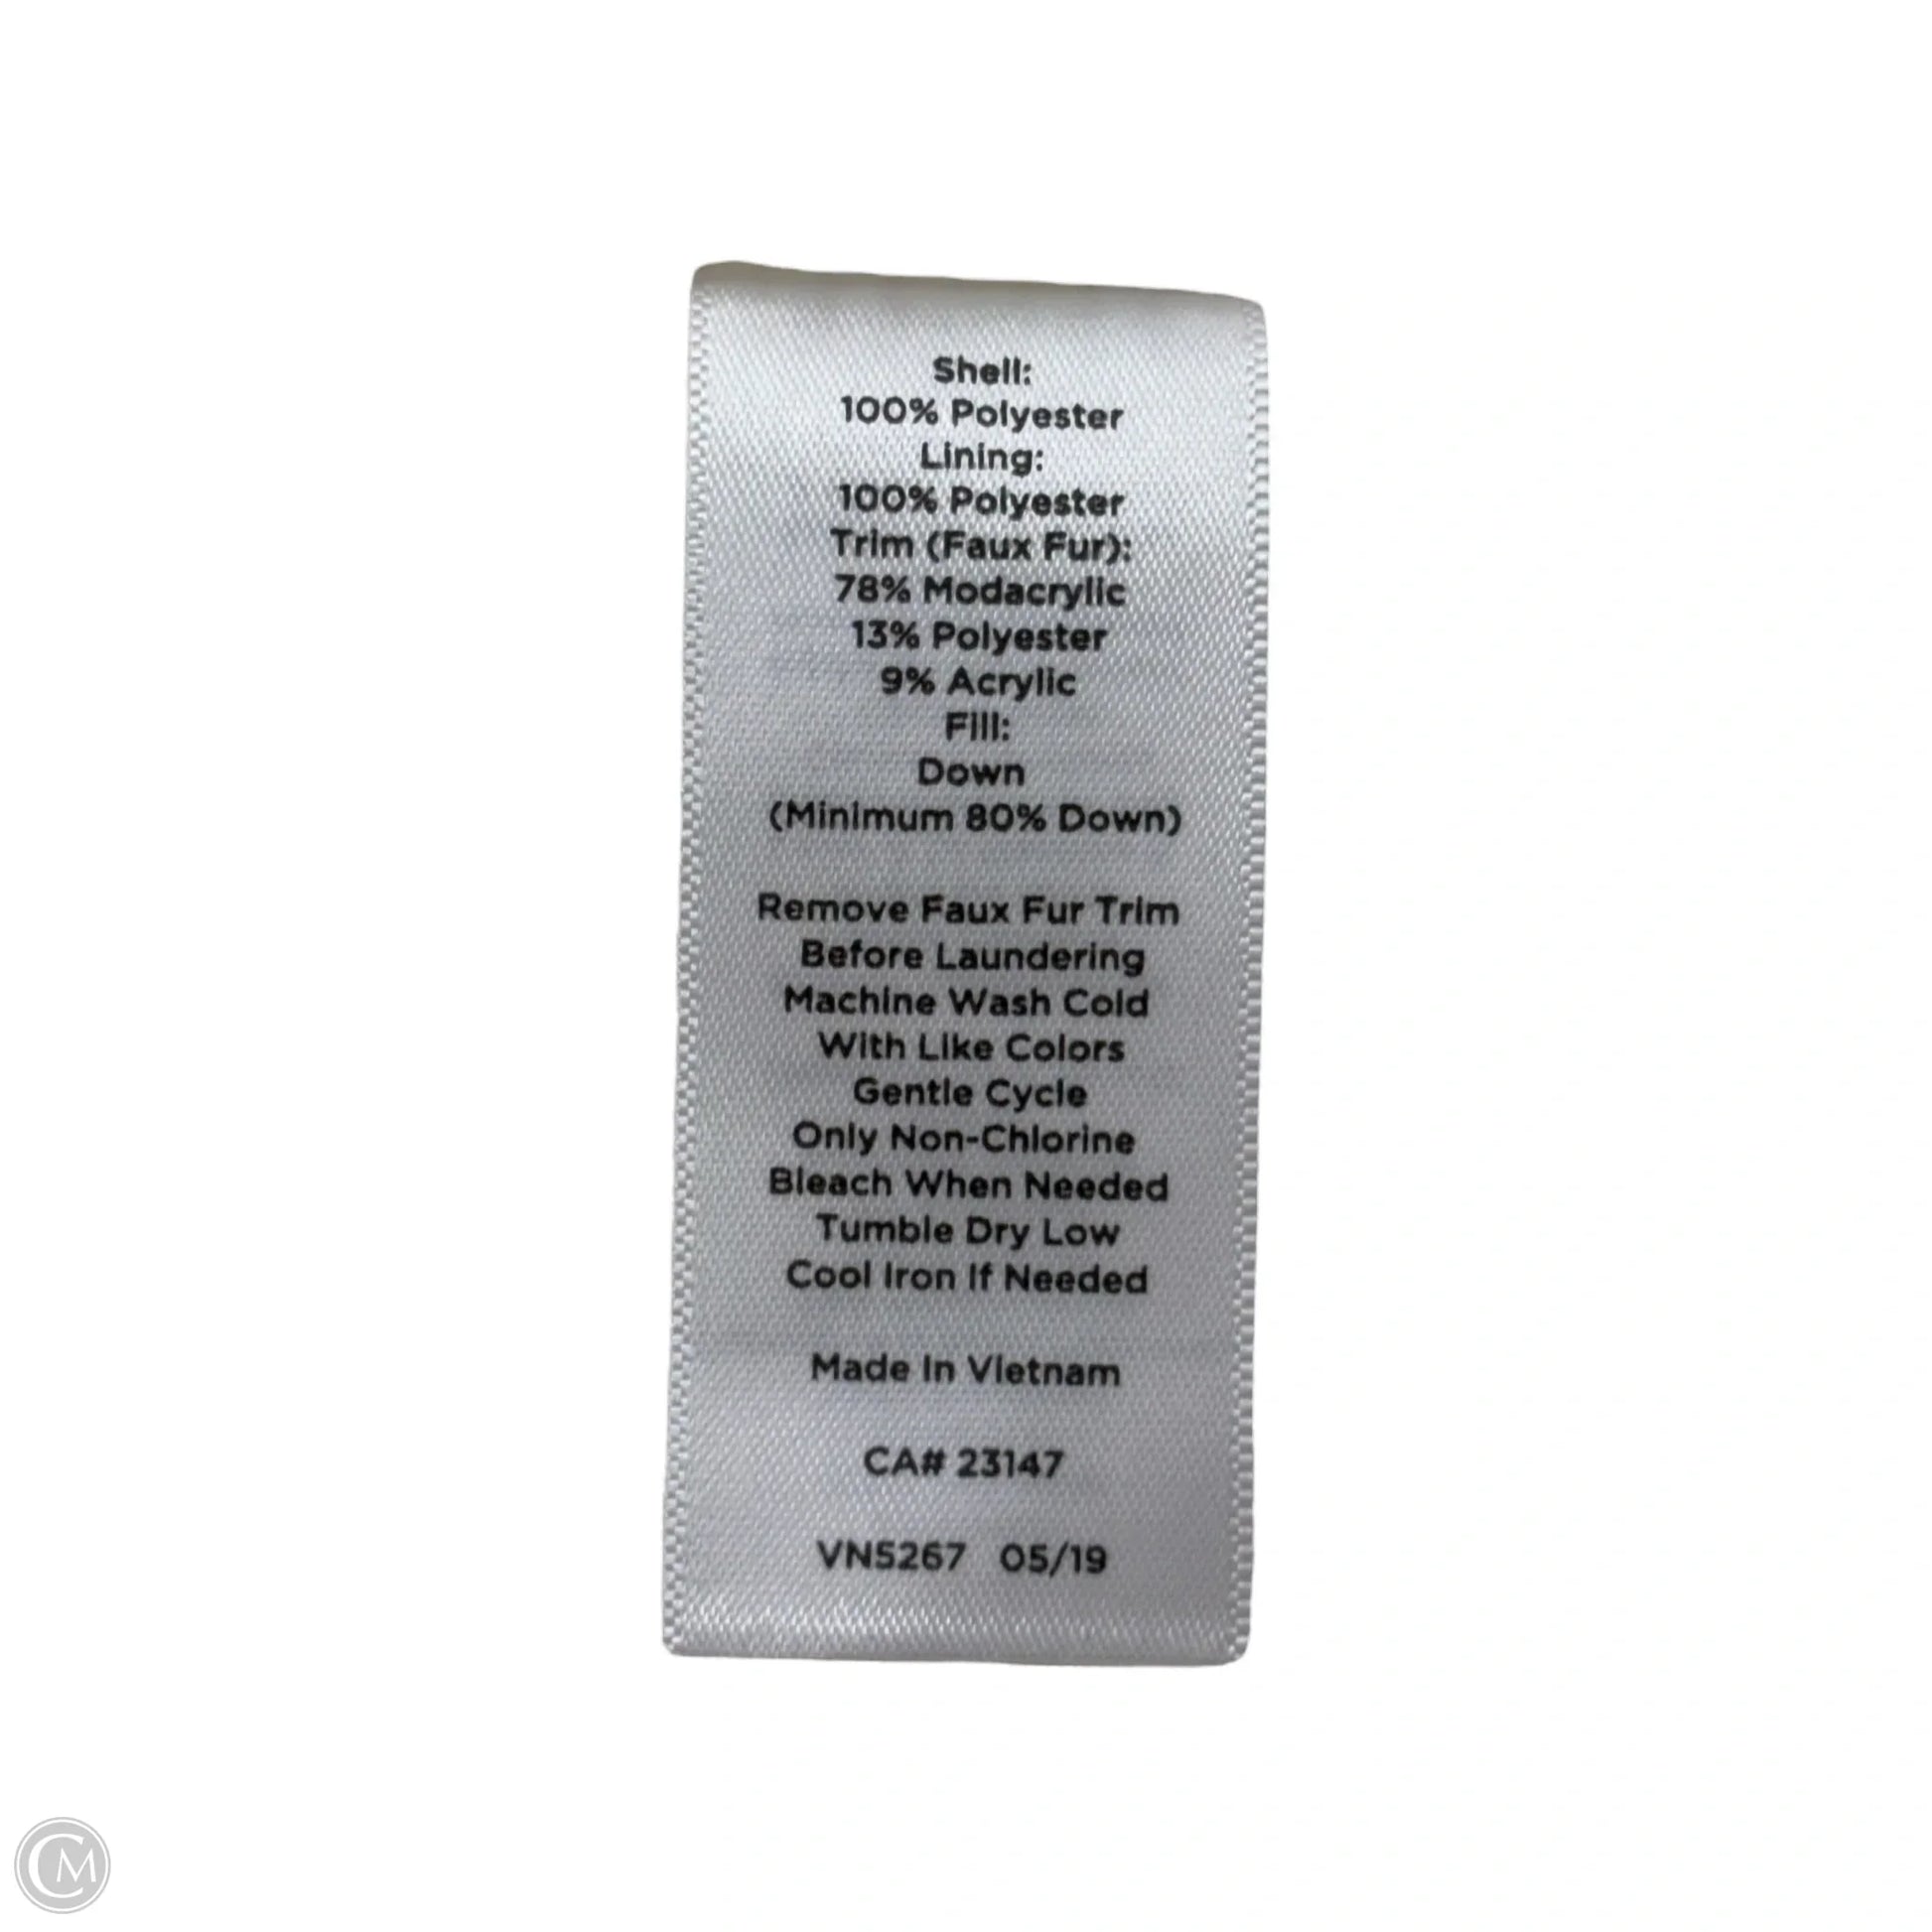 Shell:
100% Polyester
Lining:
100% Polyester
Trim (Faux Fur):
78% Modacrylic
13% Polyester
9% Acrylic
Fill:
Down
(Minimum 80% Down)
Remove Faux Fur Trim
Before Laundering
Machine Wash Cold
With Like Colors
Gentle Cycle
Only Non-Chlorine
Bleach When Needed
Tumble Dry Low
Cool Iron If Needed
Made In Vietnam
CA# 23147
VN5267 05/19
CM